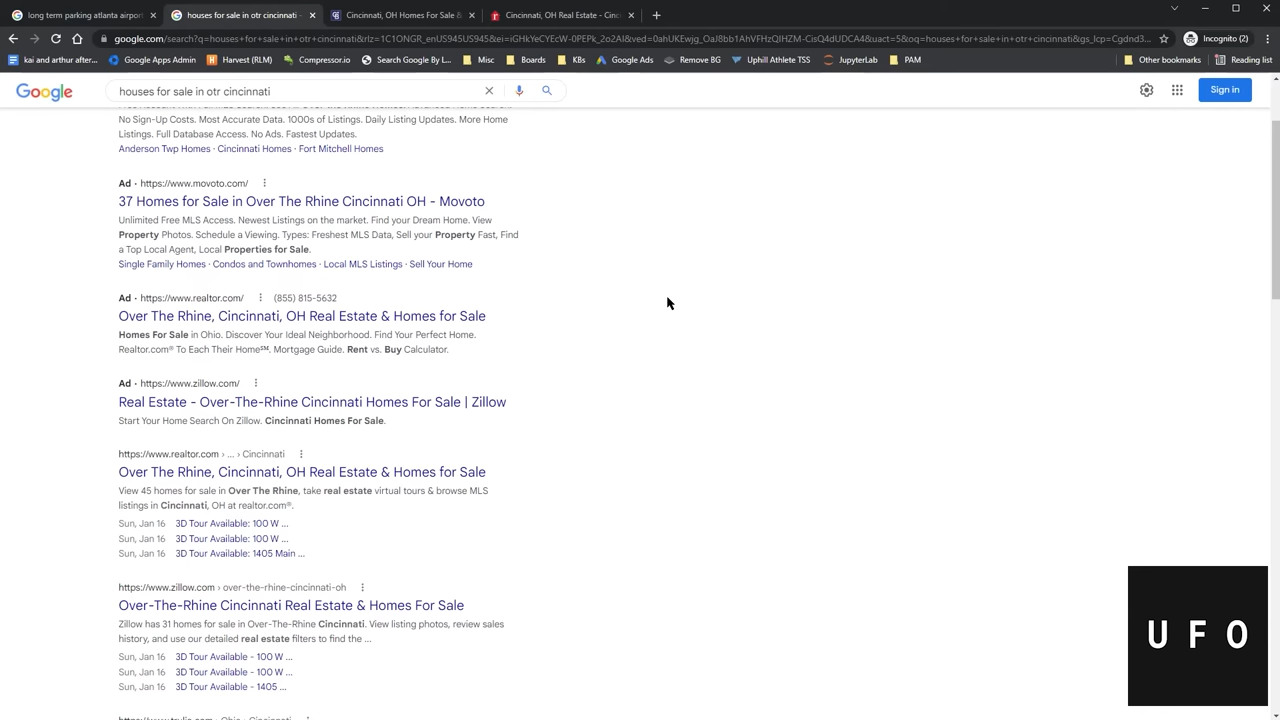 long term parking atlanta airport
houses for sale in otr cincinnati -
Cincinnati, OH Homes For Sale &
Cincinnati, OH Real Estate - Cinc
google.com/search?q=houses+for+sale+in+otr+cincinnati&rlz=
Incognito (2)
kai and arthur after...
Google Apps Admin
Harvest (RLM)
Compressor.io
Social Media
Misc
Boards
KBs
Google Ads
Remove BG
Uphill Athlete TSS
JupyterLab
PAM
Other bookmarks
Reading list
Google
houses for sale in otr cincinnati
Sign in
No Sign-Up Costs. Most Accurate Data. 1000s of Listings. Daily Listing Updates. More Home
Listings. Full Database Access. No Ads. Fastest Updates.
Anderson Twp Homes · Cincinnati Homes · Fort Mitchell Homes
Ad · https://www.movoto.com/
37 Homes for Sale in Over The Rhine Cincinnati OH - Movoto
Unlimited Free MLS Access. Newest Listings on the market. Find your Dream Home. View
Property Photos. Schedule a Viewing. Types: Freshest MLS Data, Sell your Property Fast, Find
a Top Local Agent, Local Properties for Sale.
Single Family Homes · Condos and Townhomes · Local MLS Listings · Sell Your Home
Ad · https://www.realtor.com/ (855) 815-5632
Over The Rhine, Cincinnati, OH Real Estate & Homes for Sale
Homes For Sale in Ohio. Discover Your Ideal Neighborhood. Find Your Perfect Home.
Realtor.com® To Each Their Home℠. Mortgage Guide. Rent vs. Buy Calculator.
Ad · https://www.zillow.com/
Real Estate - Over-The-Rhine Cincinnati Homes For Sale | Zillow
Start Your Home Search On Zillow. Cincinnati Homes For Sale.
https://www.realtor.com › ... › Cincinnati
Over The Rhine, Cincinnati, OH Real Estate & Homes for Sale
View 45 homes for sale in Over The Rhine, take real estate virtual tours & browse MLS
listings in Cincinnati, OH at realtor.com®.
Sun, Jan 16 3D Tour Available: 100 W ...
Sun, Jan 16 3D Tour Available: 100 W ...
Sun, Jan 16 3D Tour Available: 1405 Main ...
https://www.zillow.com › over-the-rhine-cincinnati-oh
Over-The-Rhine Cincinnati Real Estate & Homes For Sale
Zillow has 31 homes for sale in Over-The-Rhine Cincinnati. View listing photos, review sales
history, and use our detailed real estate filters to find the ...
Sun, Jan 16 3D Tour Available - 100 W ...
Sun, Jan 16 3D Tour Available - 100 W ...
Sun, Jan 16 3D Tour Available - 1405 ...
UFO